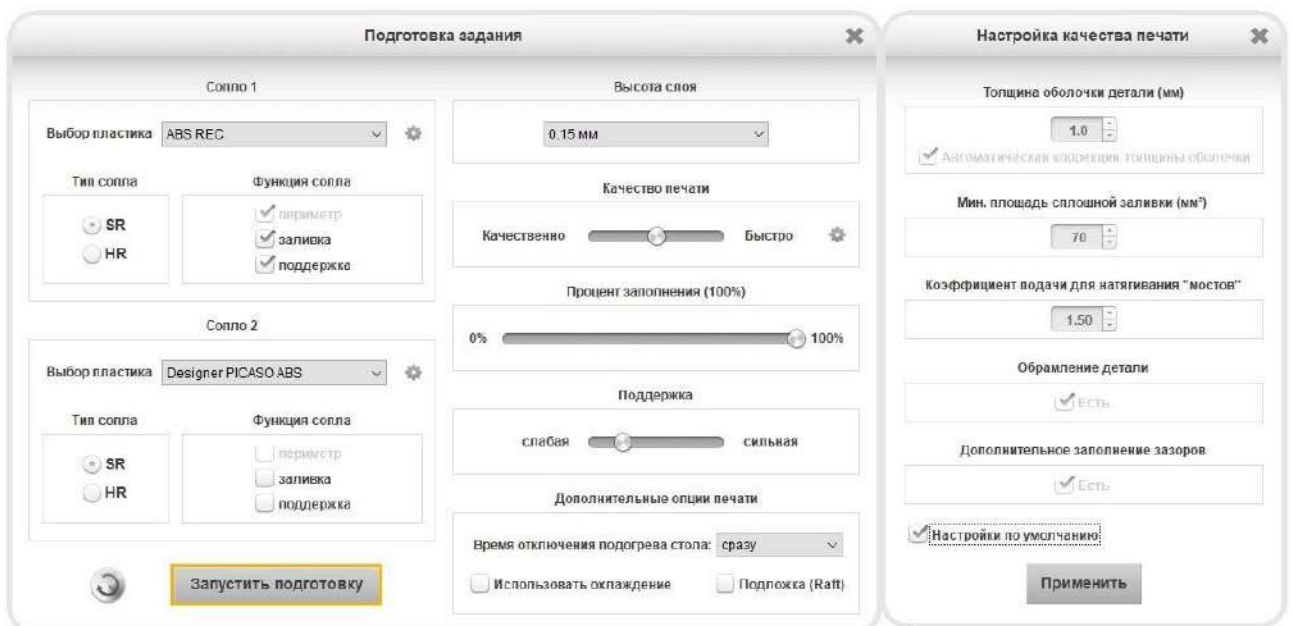 Подготовка задания
Сопло 1
Выбор пластика ABS REC
Тип сопла Функция сопла
SR
HR
периметр
заливка
поддержка
Сопло 2
Выбор пластика Designer PICASO ABS
Тип сопла Функция сопла
SR
HR
периметр
заливка
поддержка
Запустить подготовку
Высота слоя
0.15 мм
Качество печати
Качественно Быстро
Процент заполнения (100%)
0% 100%
Поддержка
слабая сильная
Дополнительные опции печати
Время отключения подогрева стола: сразу
Использовать охлаждение Подложка (Raft)
Настройка качества печати
Толщина оболочки детали (мм)
1.0
Автоматическая коррекция толщины оболочки
Мин. площадь сплошной заливки (мм²)
70
Коэффициент подачи для натягивания "мостов"
1.50
Обрамление детали
Есть
Дополнительное заполнение зазоров
Есть
Настройки по умолчанию
Применить